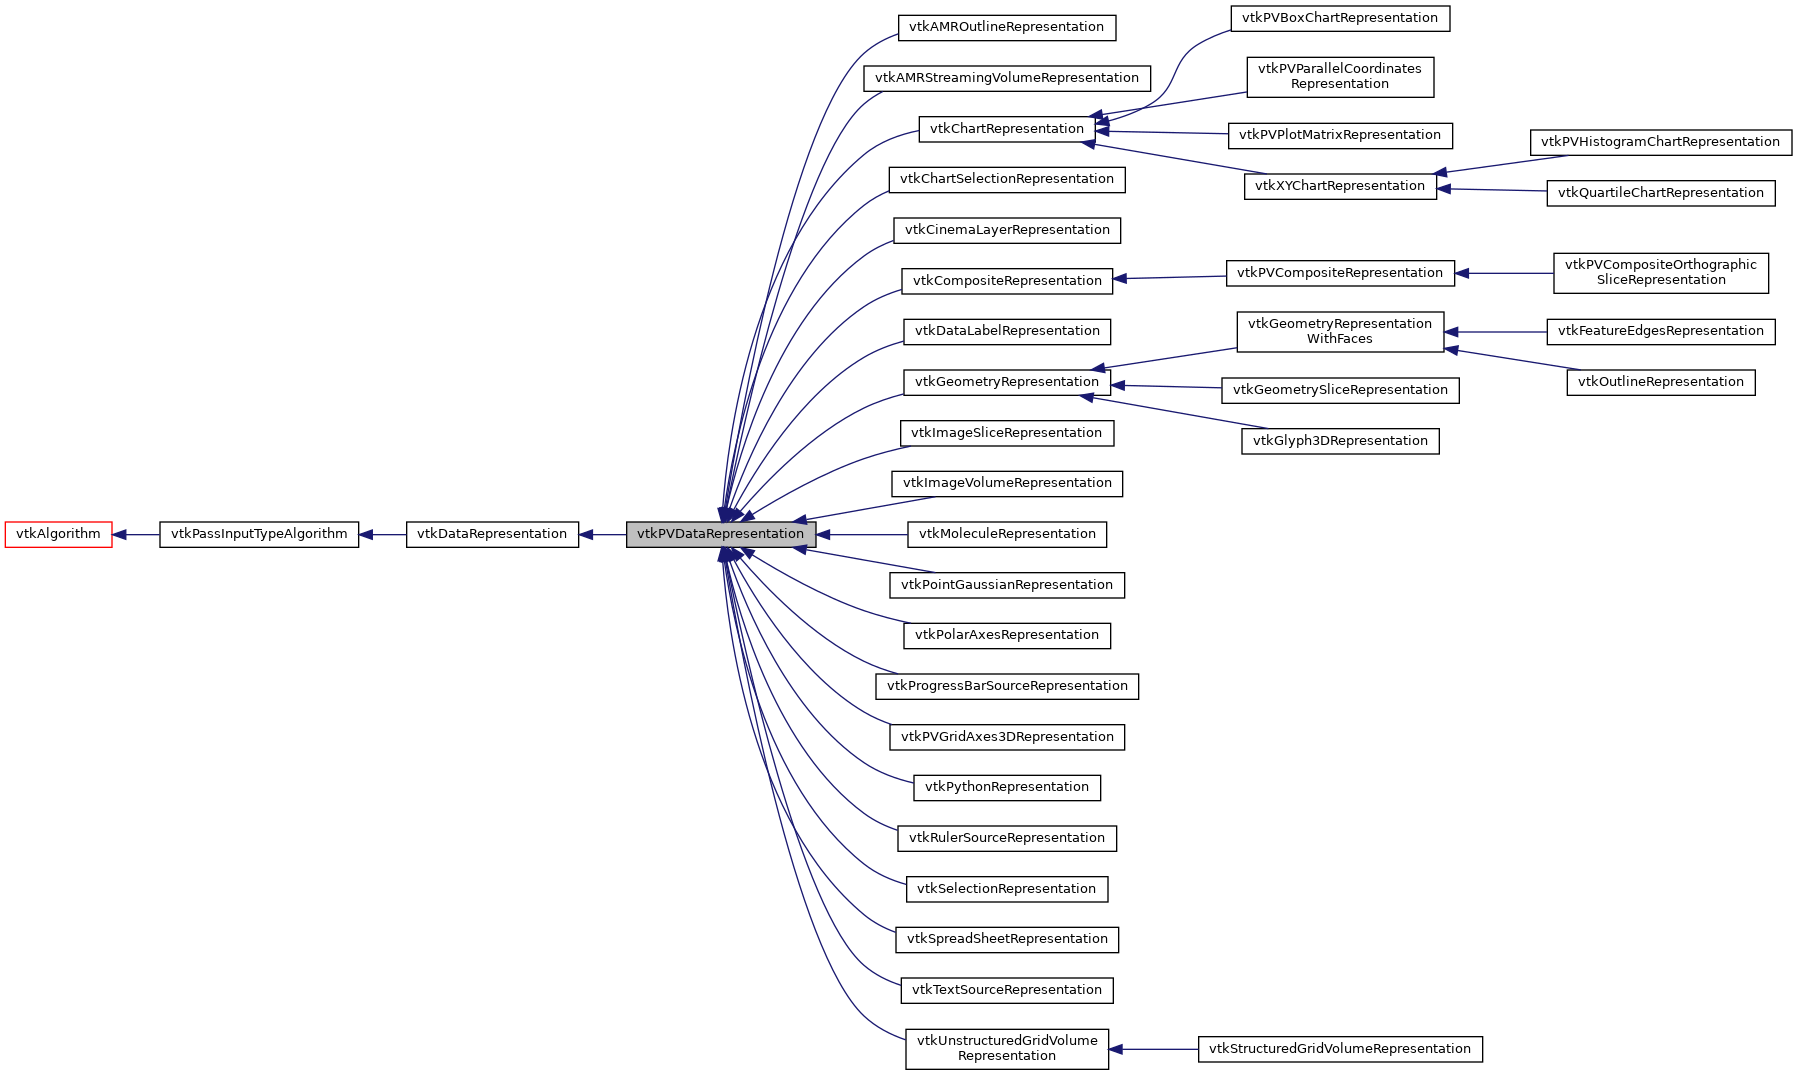 vtkAlgorithm
vtkPassInputTypeAlgorithm
vtkDataRepresentation
vtkPVDataRepresentation
vtkAMROutlineRepresentation
vtkAMRStreamingVolumeRepresentation
vtkChartRepresentation
vtkPVBoxChartRepresentation
vtkPVParallelCoordinates
Representation
vtkPVPlotMatrixRepresentation
vtkXYChartRepresentation
vtkPVHistogramChartRepresentation
vtkQuartileChartRepresentation
vtkChartSelectionRepresentation
vtkCinemaLayerRepresentation
vtkCompositeRepresentation
vtkPVCompositeRepresentation
vtkPVCompositeOrthographic
SliceRepresentation
vtkDataLabelRepresentation
vtkGeometryRepresentation
vtkGeometryRepresentation
WithFaces
vtkFeatureEdgesRepresentation
vtkOutlineRepresentation
vtkGeometrySliceRepresentation
vtkGlyph3DRepresentation
vtkImageSliceRepresentation
vtkImageVolumeRepresentation
vtkMoleculeRepresentation
vtkPointGaussianRepresentation
vtkPolarAxesRepresentation
vtkProgressBarSourceRepresentation
vtkPVGridAxes3DRepresentation
vtkPythonRepresentation
vtkRulerSourceRepresentation
vtkSelectionRepresentation
vtkSpreadSheetRepresentation
vtkTextSourceRepresentation
vtkUnstructuredGridVolume
Representation
vtkStructuredGridVolumeRepresentation